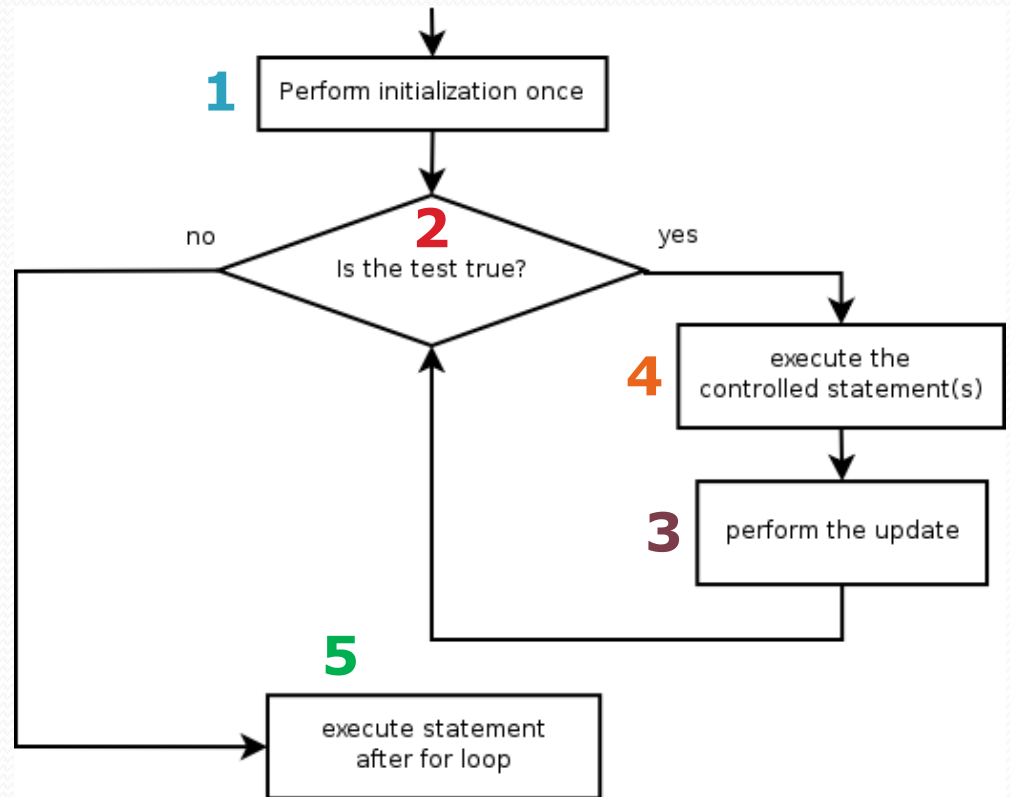 1
Perform initialization once
2
no
yes
Is the test true?
4
execute the
controlled statement(s)
3
perform the update
5
execute statement
after for loop